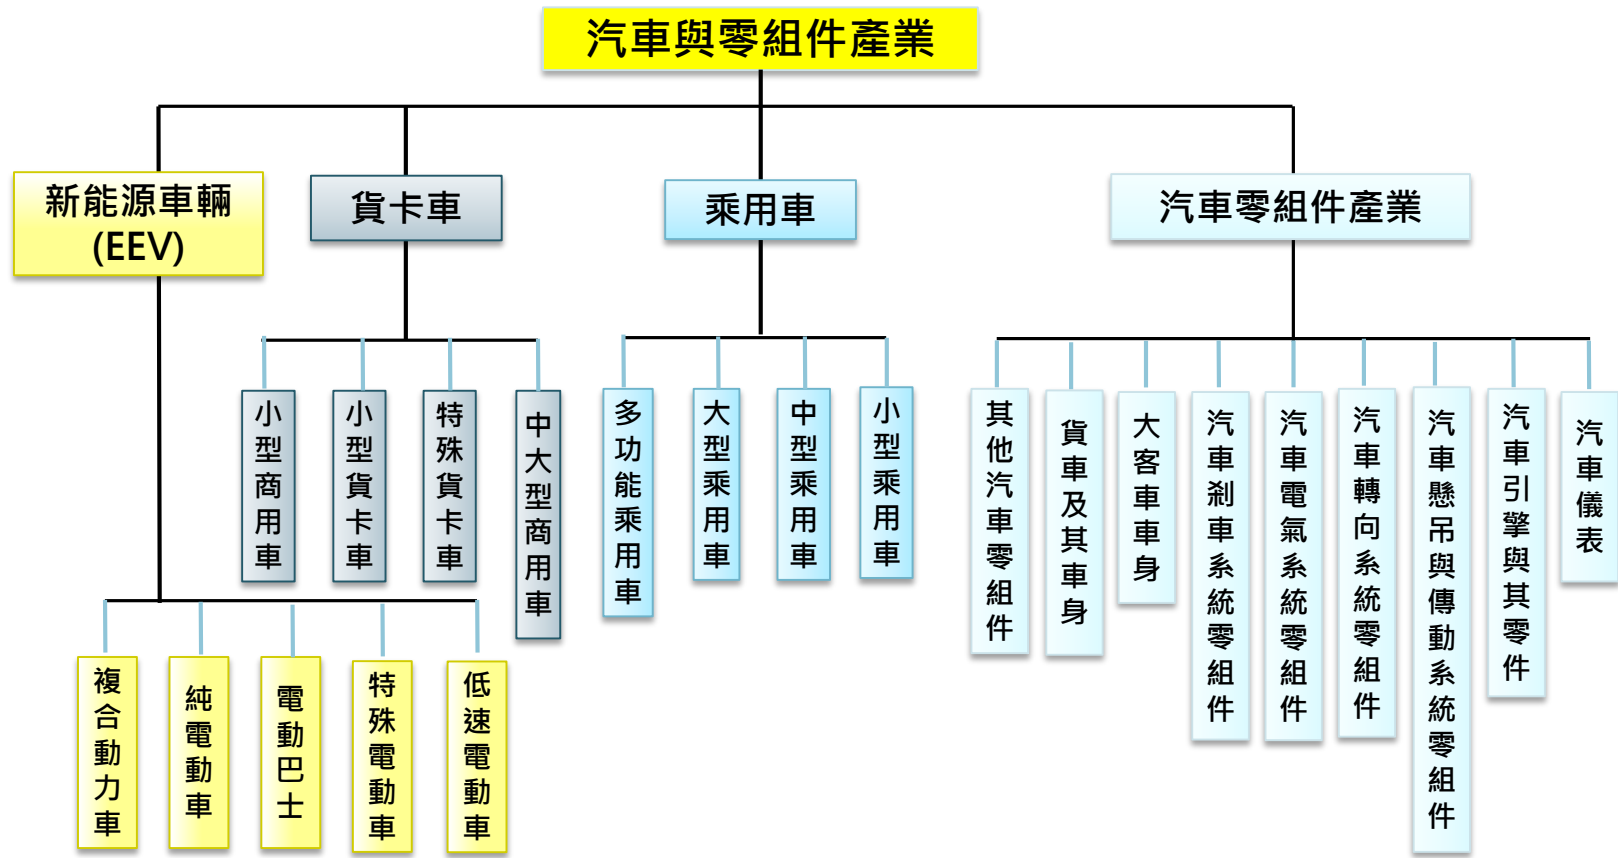 汽車與零組件產業
新能源車輛
(EEV)
貨卡車
乘用車
汽車零組件產業
小型商用車
小型貨卡車
特殊貨卡車
中大型商用車
多功能乘用車
大型乘用車
中型乘用車
小型乘用車
其他汽車零組件
貨車及其車身
大客車車身
汽車剎車系統零組件
汽車電氣系統零組件
汽車轉向系統零組件
汽車懸吊與傳動系統零組件
汽車引擎與其零件
汽車儀表
複合動力車
純電動車
電動巴士
特殊電動車
低速電動車